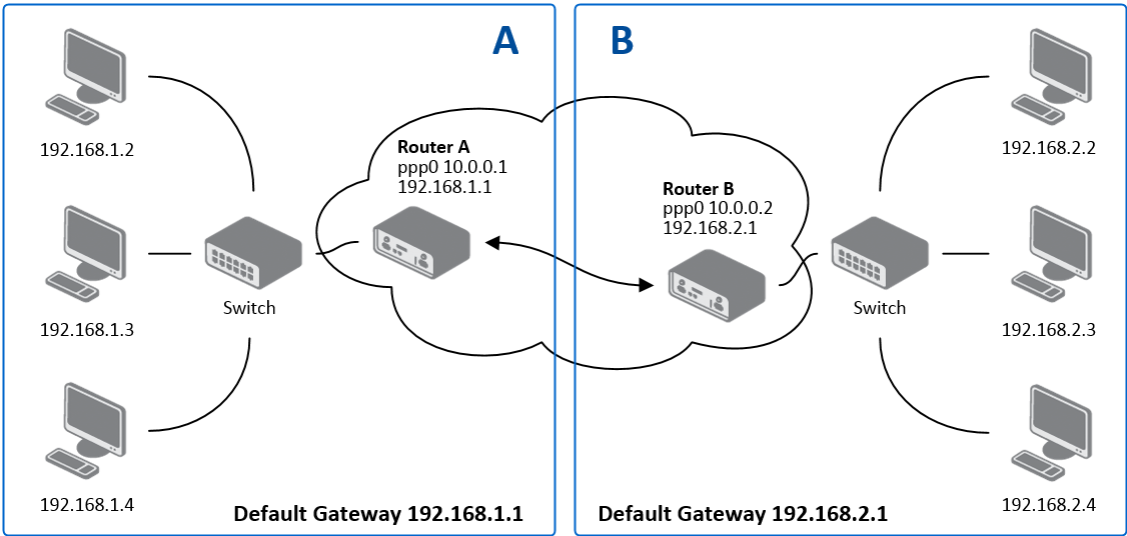 A
B
192.168.1.2
Router A
ppp0 10.0.0.1
192.168.1.1
192.168.2.2
Router B
ppp0 10.0.0.2
192.168.2.1
Switch
Switch
192.168.1.3
192.168.2.3
192.168.1.4
192.168.2.4
Default Gateway 192.168.1.1
Default Gateway 192.168.2.1